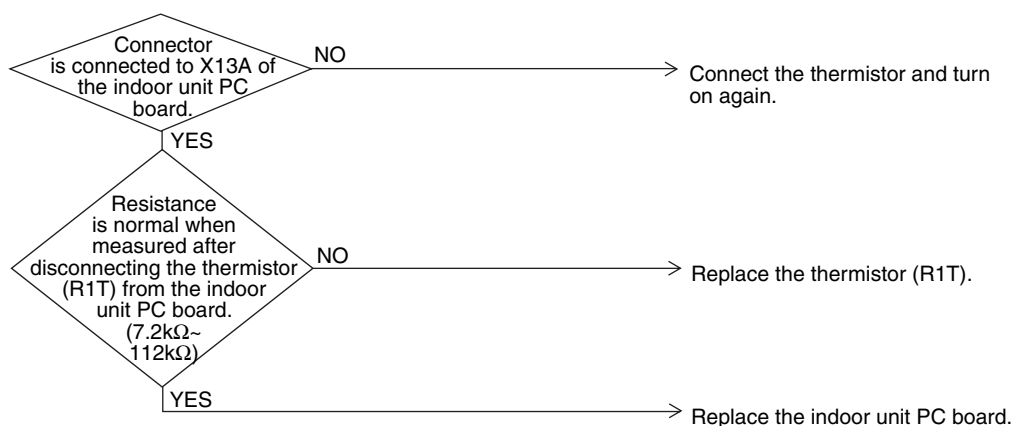 Connector
is connected to X13A of
the indoor unit PC
board.
NO
Connect the thermistor and turn
on again.
YES
Resistance
is normal when
measured after
disconnecting the thermistor
(R1T) from the indoor
unit PC board.
(7.2kΩ~
112kΩ)
NO
Replace the thermistor (R1T).
YES
Replace the indoor unit PC board.